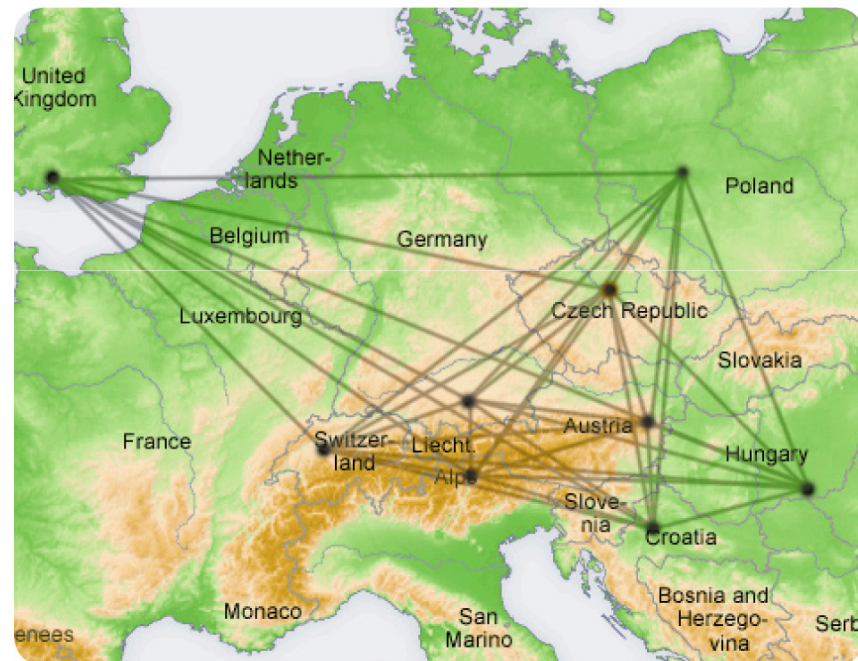 United
Kingdom
Nether-
lands
Poland
Belgium
Germany
Luxembourg
Czech Republic
Slovakia
France
Switzer-
land
Liecht.
Austria
Alps
Hungary
Slove-
nia
Croatia
Monaco
San
Marino
Bosnia and
Herzego-
vina
Serb
enees